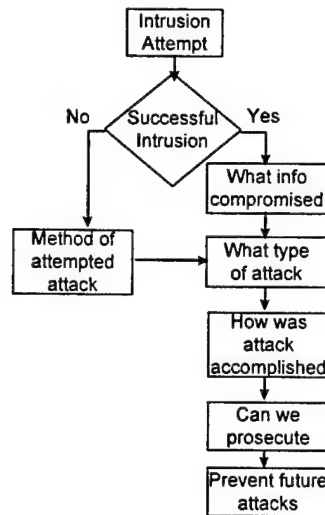 Intrusion
Attempt
No
Successful
Intrusion
Yes
What info
compromised
Method of
attempted
attack
What type
of attack
How was
attack
accomplished
Can we
prosecute
Prevent future
attacks